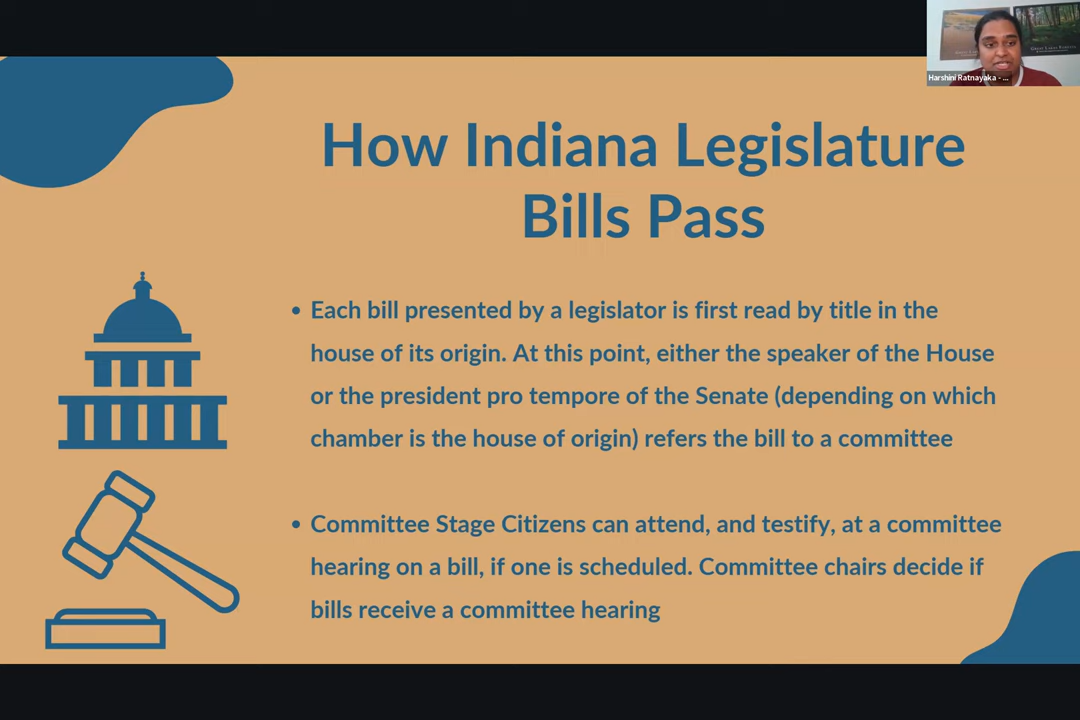 Harshini Ratnayaka - ...
How Indiana Legislature
Bills Pass
• Each bill presented by a legislator is first read by title in the
house of its origin. At this point, either the speaker of the House
or the president pro tempore of the Senate (depending on which
chamber is the house of origin) refers the bill to a committee
• Committee Stage Citizens can attend, and testify, at a committee
hearing on a bill, if one is scheduled. Committee chairs decide if
bills receive a committee hearing